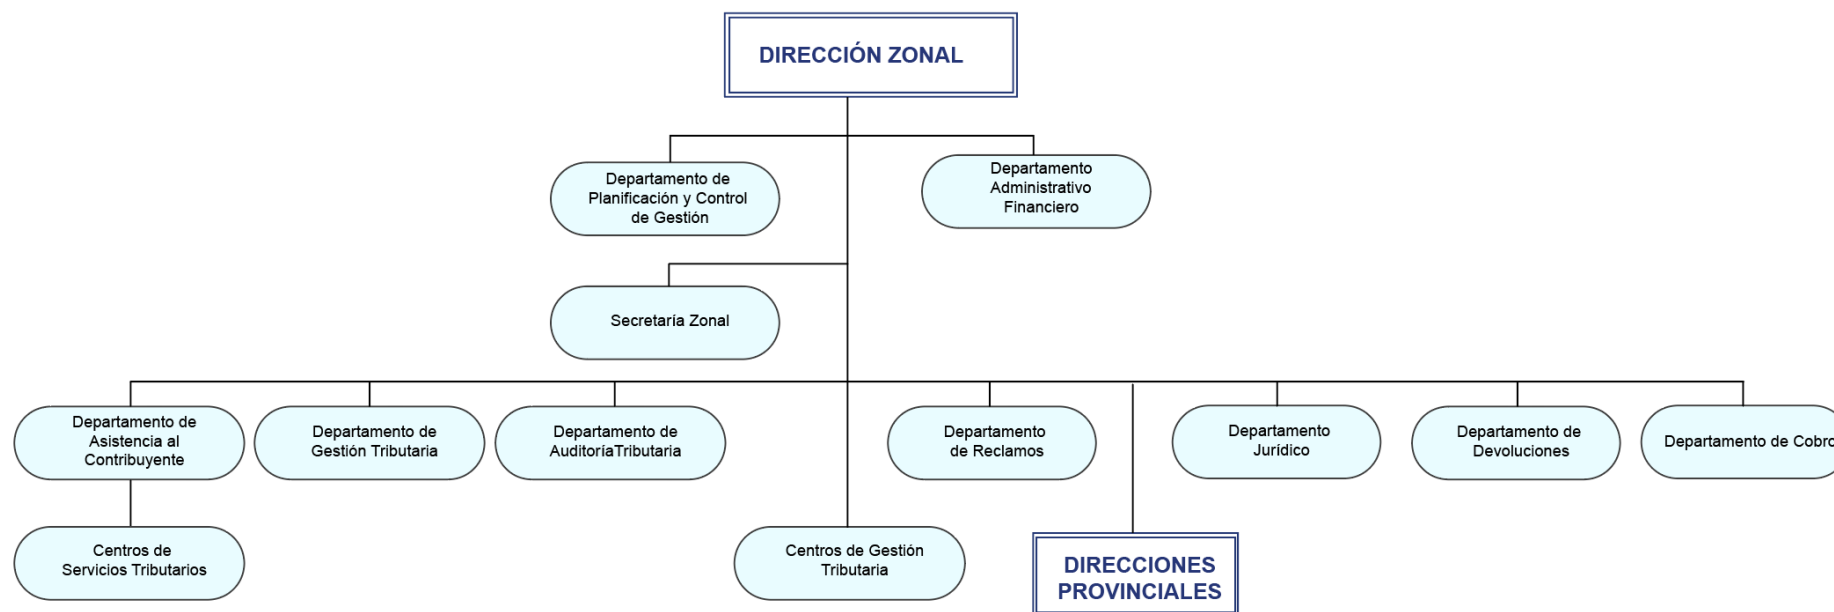 DIRECCIÓN ZONAL
Departamento de
Planificación y Control
de Gestión
Departamento
Administrativo
Financiero
Secretaría Zonal
Departamento de
Asistencia al
Contribuyente
Departamento de
Gestión Tributaria
Departamento de
AuditoríaTributaria
Departamento
de Reclamos
Departamento
Jurídico
Departamento de
Devoluciones
Departamento de Cobro
Centros de
Servicios Tributarios
Centros de Gestión
Tributaria
DIRECCIONES
PROVINCIALES